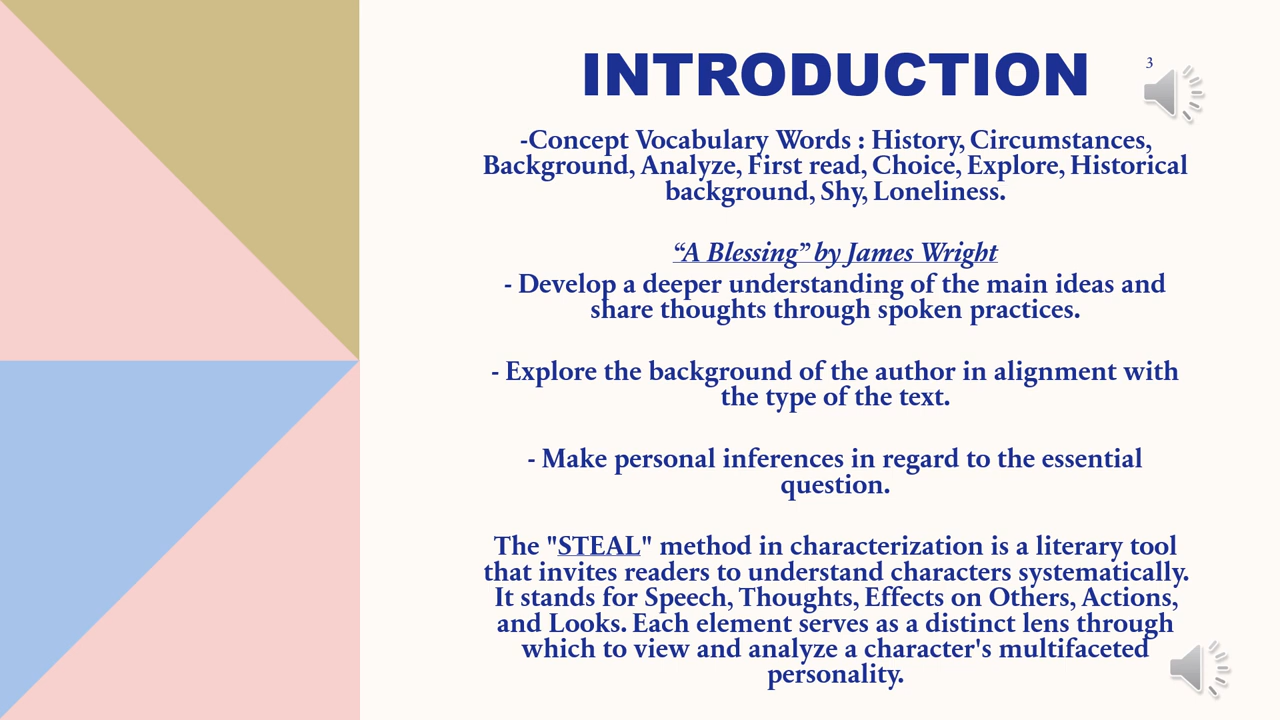 INTRODUCTION
3
-Concept Vocabulary Words : History, Circumstances,
Background, Analyze, First read, Choice, Explore, Historical
background, Shy, Loneliness.
“A Blessing” by James Wright
- Develop a deeper understanding of the main ideas and
share thoughts through spoken practices.
- Explore the background of the author in alignment with
the type of the text.
- Make personal inferences in regard to the essential
question.
The "STEAL" method in characterization is a literary tool
that invites readers to understand characters systematically.
It stands for Speech, Thoughts, Effects on Others, Actions,
and Looks. Each element serves as a distinct lens through
which to view and analyze a character's multifaceted
personality.